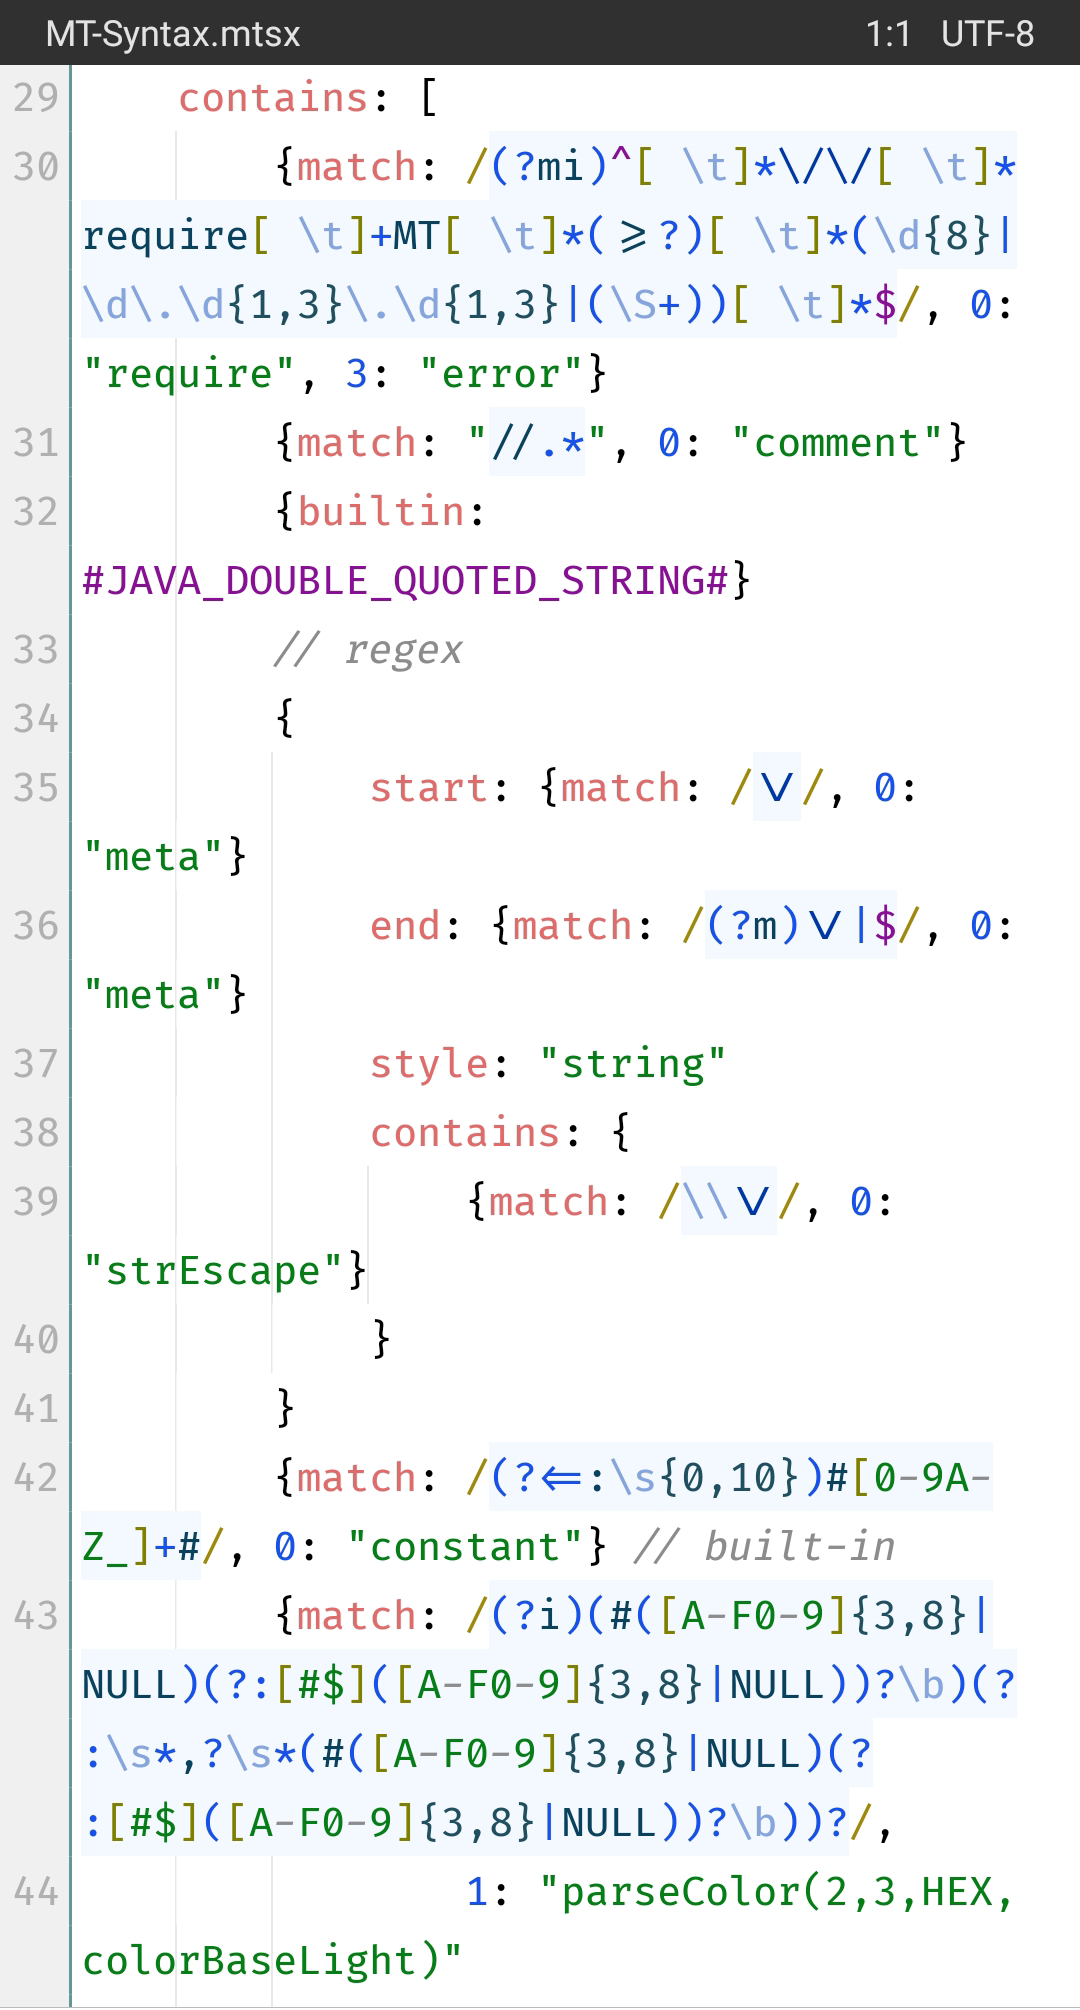 MT-Syntax.mtsx 1:1 UTF-8
29 contains: [
30 {match: /(?mi)^[ \t]*\/\/[ \t]*
require[ \t]+MT[ \t]*(>=?)[ \t]*(\d{8}|
\d\.\d{1,3}\.\d{1,3}|(\S+))[ \t]*$/, 0:
"require", 3: "error"}
31 {match: "//.*", 0: "comment"}
32 {builtin:
#JAVA_DOUBLE_QUOTED_STRING#}
33 // regex
34 {
35 start: {match: /\//, 0:
"meta"}
36 end: {match: /(?m)\/|$/, 0:
"meta"}
37 style: "string"
38 contains: {
39 {match: /\\\//, 0:
"strEscape"}
40 }
41 }
42 {match: /(?<=:\s{0,10})#[0-9A-
Z_]+#/, 0: "constant"} // built-in
43 {match: /(?i)(#([A-F0-9]{3,8}|
NULL)(?:[#$]([A-F0-9]{3,8}|NULL))?\b)(?
:\s*,?\s*(#([A-F0-9]{3,8}|NULL)(?
:[#$]([A-F0-9]{3,8}|NULL))?\b))?/,
44 1: "parseColor(2,3,HEX,
colorBaseLight)"